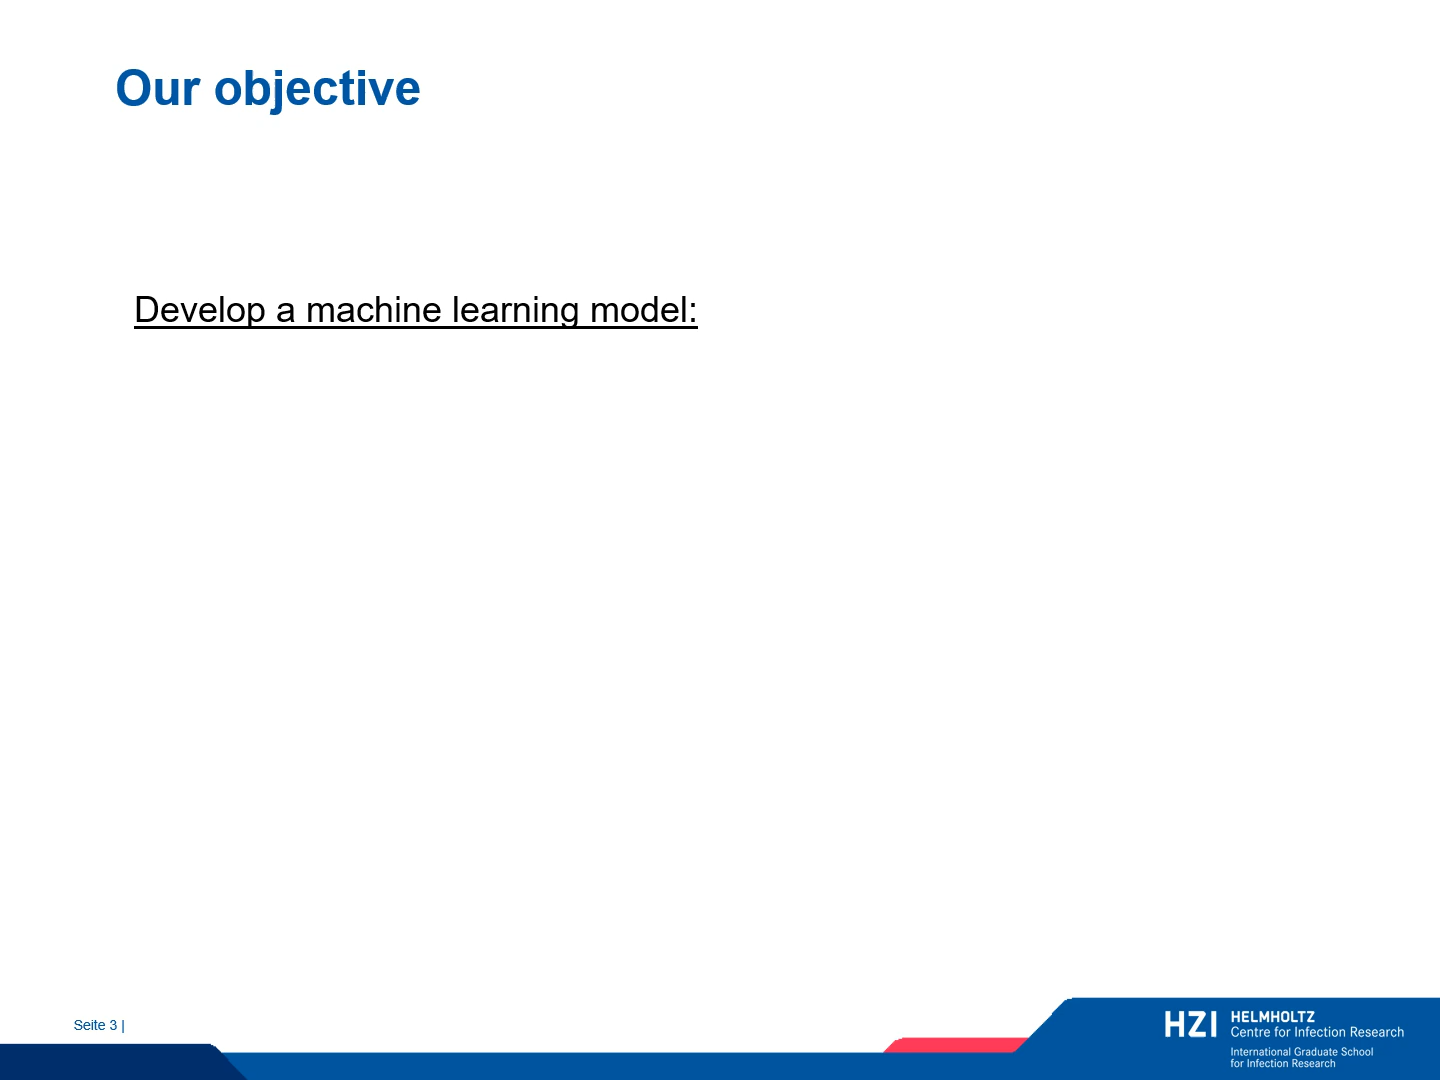 Our objective
Develop a machine learning model:
Seite 3 |
HZI HELMHOLTZ
Centre for Infection Research
International Graduate School
for Infection Research